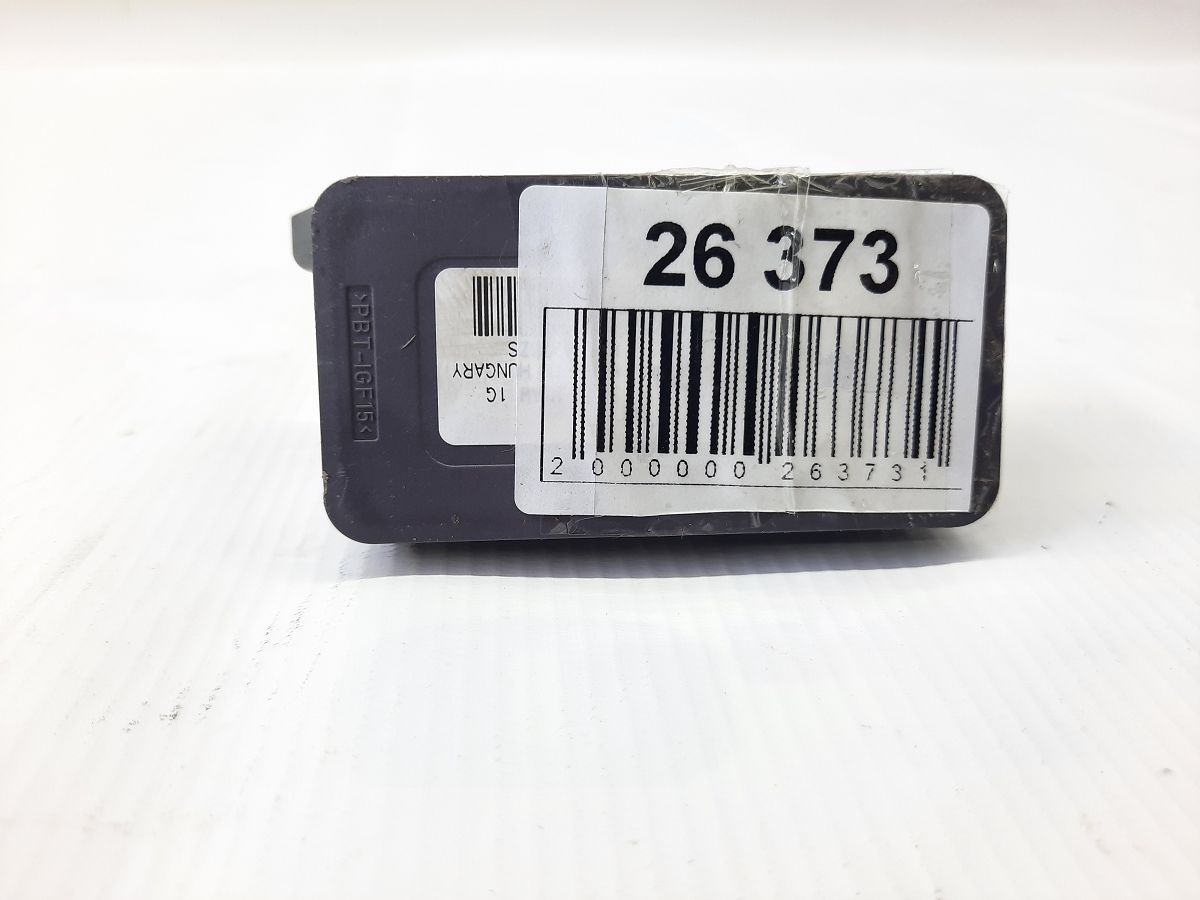 26 373
2 000000 263731
>PBT-IGF15<
1G
UNGARY
S